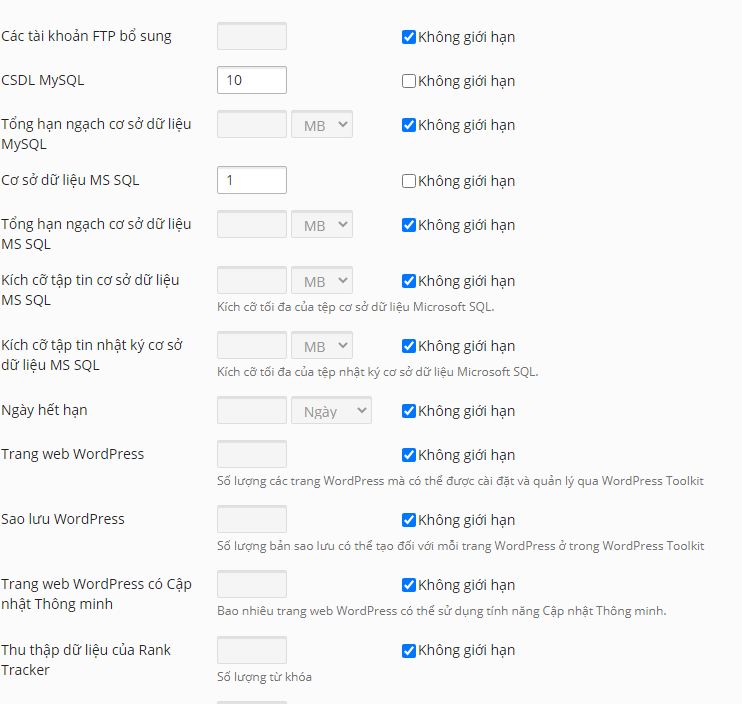 Các tài khoản FTP bổ sung
Không giới hạn
CSDL MySQL
10
Không giới hạn
Tổng hạn ngạch cơ sở dữ liệu
MySQL
MB
Không giới hạn
Cơ sở dữ liệu MS SQL
1
Không giới hạn
Tổng hạn ngạch cơ sở dữ liệu
MS SQL
MB
Không giới hạn
Kích cỡ tập tin cơ sở dữ liệu
MS SQL
MB
Không giới hạn
Kích cỡ tối đa của tệp cơ sở dữ liệu Microsoft SQL.
Kích cỡ tập tin nhật ký cơ sở
dữ liệu MS SQL
MB
Không giới hạn
Kích cỡ tối đa của tệp nhật ký cơ sở dữ liệu Microsoft SQL.
Ngày hết hạn
Ngày
Không giới hạn
Trang web WordPress
Không giới hạn
Số lượng các trang WordPress mà có thể được cài đặt và quản lý qua WordPress Toolkit
Sao lưu WordPress
Không giới hạn
Số lượng bản sao lưu có thể tạo đối với mỗi trang WordPress ở trong WordPress Toolkit
Trang web WordPress có Cập
nhật Thông minh
Không giới hạn
Bao nhiêu trang web WordPress có thể sử dụng tính năng Cập nhật Thông minh.
Thu thập dữ liệu của Rank
Tracker
Không giới hạn
Số lượng từ khóa